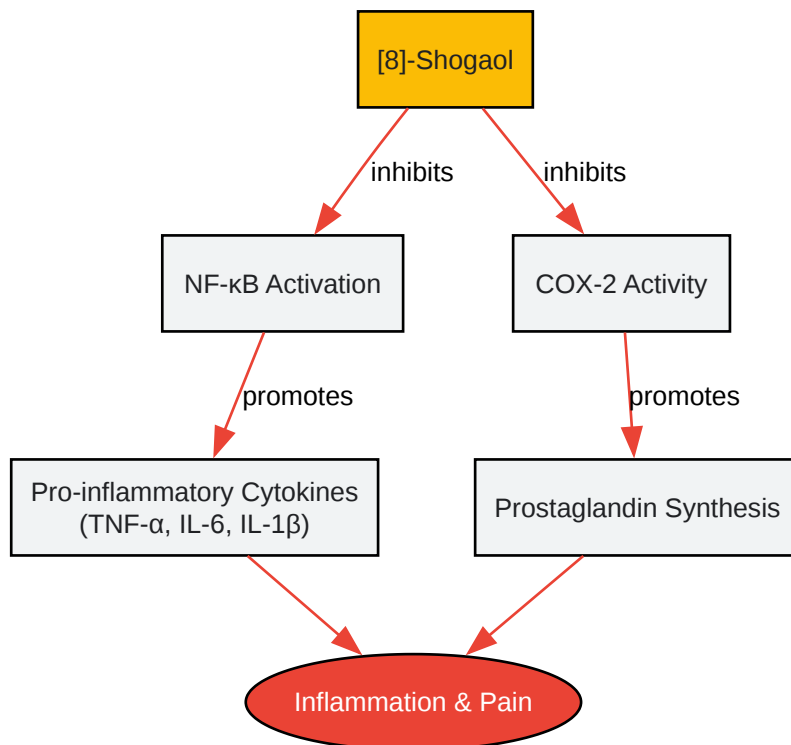 [8]-Shogaol
inhibits
inhibits
NF-κB Activation
COX-2 Activity
promotes
promotes
Pro-inflammatory Cytokines
(TNF-α, IL-6, IL-1β)
Prostaglandin Synthesis
Inflammation & Pain